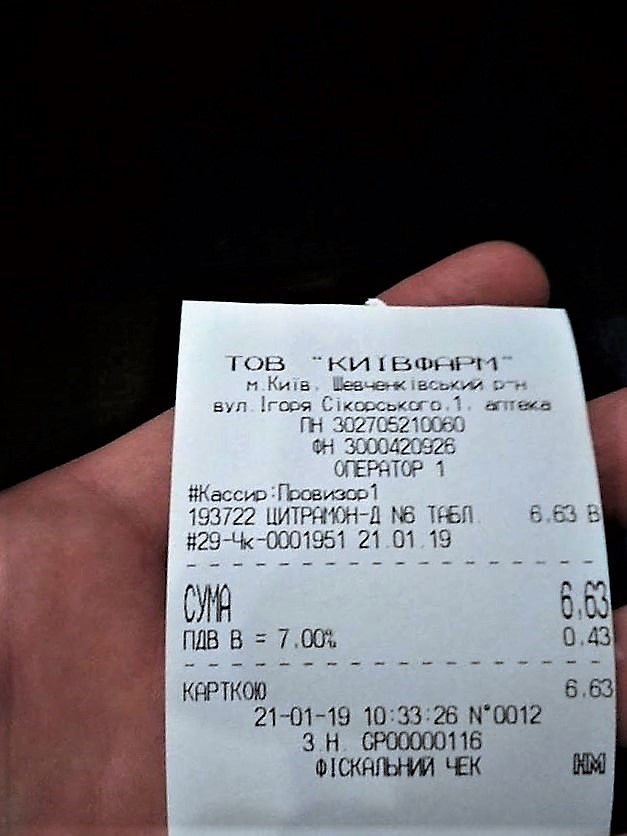 ТОВ "КИЇВФАРМ"
м.Київ, Шевченківський р-н
вул.Ігоря Сікорського,1, аптека
ПН 302705210060
ФН 3000420926
ОПЕРАТОР 1
#Кассир:Провизор1
193722 ЦИТРАМОН-Д N6 ТАБЛ. 6.63 В
#29-Чк-0001951 21.01.19
СУМА 6,63
ПДВ В = 7.00% 0.43
КАРТКОЮ 6.63
21-01-19 10:33:26 N°0012
З.Н. СР00000116
ФІСКАЛЬНИЙ ЧЕК НМ